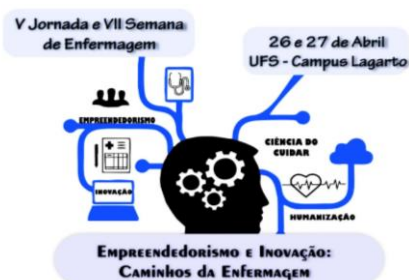 V Jornada e VII Semana
de Enfermagem
26 e 27 de Abril
UFS - Campus Lagarto
EMPREENDEDORISMO
CIÊNCIA DO
CUIDAR
INOVAÇÃO
HUMANIZAÇÃO
Empreendedorismo e Inovação:
Caminhos da Enfermagem